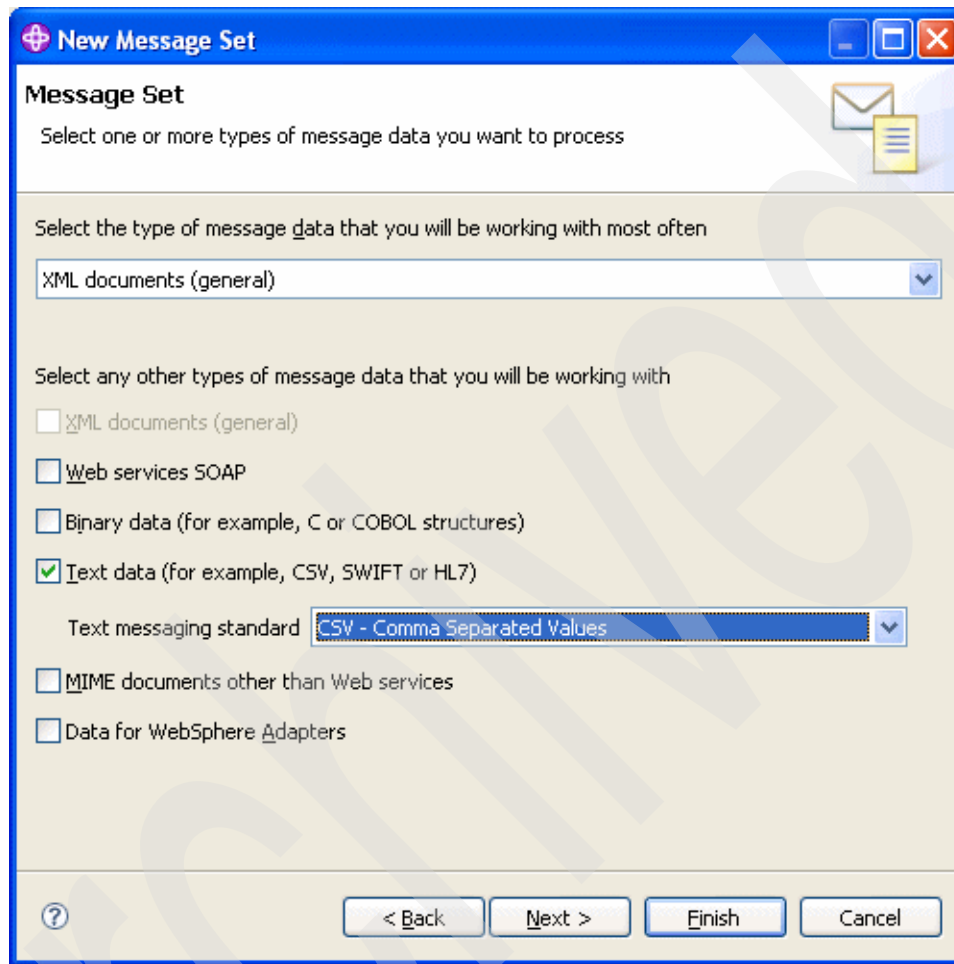 New Message Set
Message Set
Select one or more types of message data you want to process
Select the type of message data that you will be working with most often
XML documents (general)
Select any other types of message data that you will be working with
XML documents (general)
Web services SOAP
Binary data (for example, C or COBOL structures)
Text data (for example, CSV, SWIFT or HL7)
Text messaging standard CSV - Comma Separated Values
MIME documents other than Web services
Data for WebSphere Adapters
? < Back Next > Finish Cancel